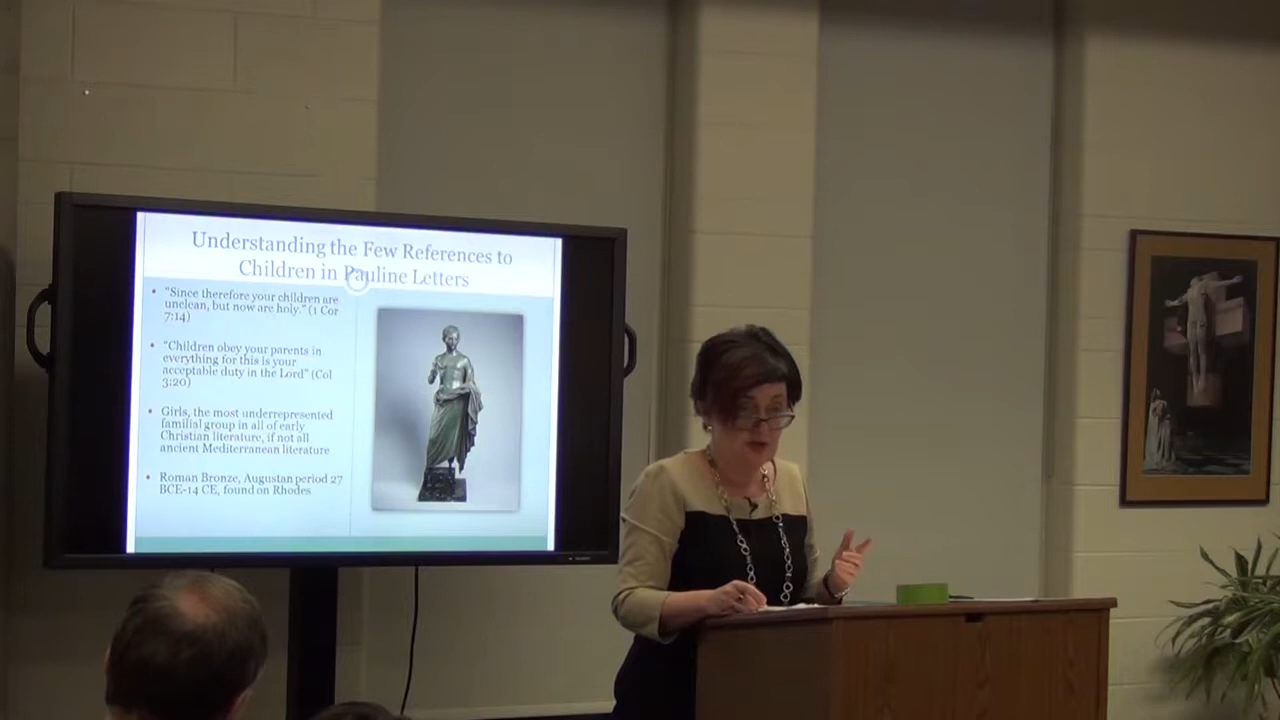 Understanding the Few References to
Children in Pauline Letters
• "Since therefore your children are
unclean, but now are holy." (1 Cor
7:14)
• "Children obey your parents in
everything for this is your
acceptable duty in the Lord" (Col
3:20)
• Girls, the most underrepresented
familial group in all of early
Christian literature, if not all
ancient Mediterranean literature
• Roman Bronze, Augustan period 27
BCE-14 CE, found on Rhodes